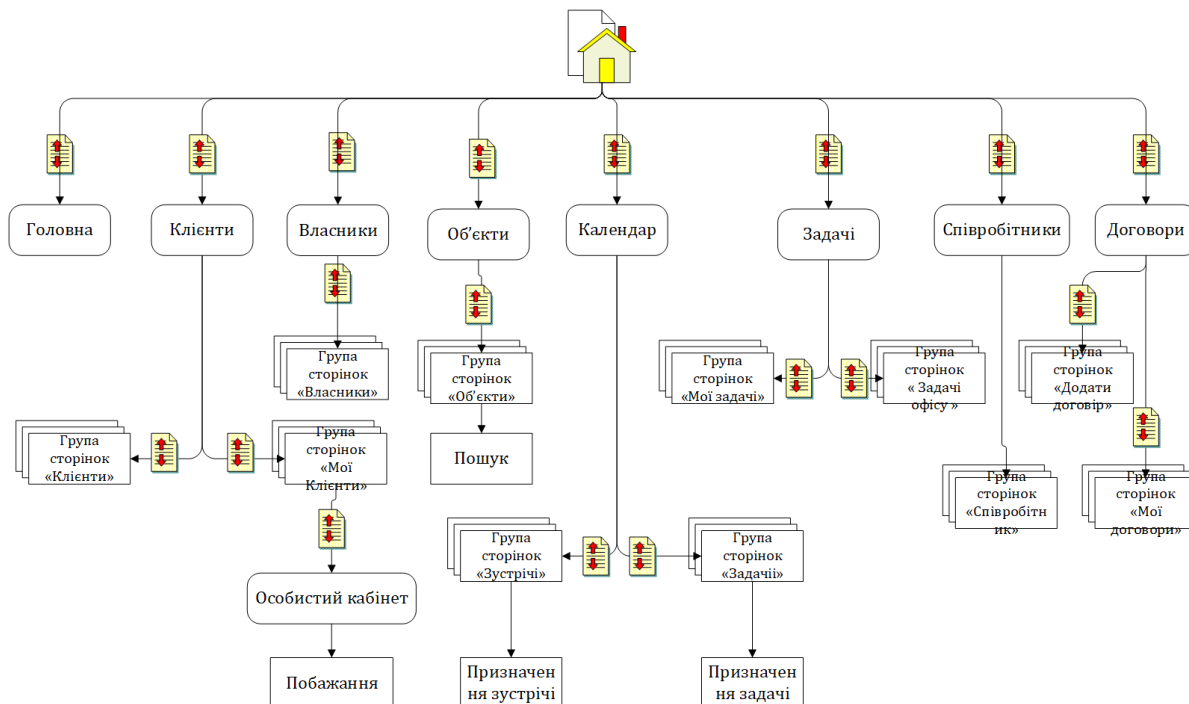 Головна
Клієнти
Власники
Об’єкти
Календар
Задачі
Співробітники
Договори
Група
сторінок
«Власники»
Група
сторінок
«Об’єкти»
Група
сторінок
«Мої задачі»
Група
сторінок
« Задачі
офісу »
Група
сторінок
«Додати
договір»
Група
сторінок
«Клієнти»
Група
сторінок
«Мої
Клієнти»
Пошук
Група
сторінок
«Співробітн
ик»
Група
сторінок
«Мої
договори»
Група
сторінок
«Зустрічі»
Група
сторінок
«Задачіі»
Особистий кабінет
Побажання
Призначен
ня зустрічі
Призначен
ня задачі